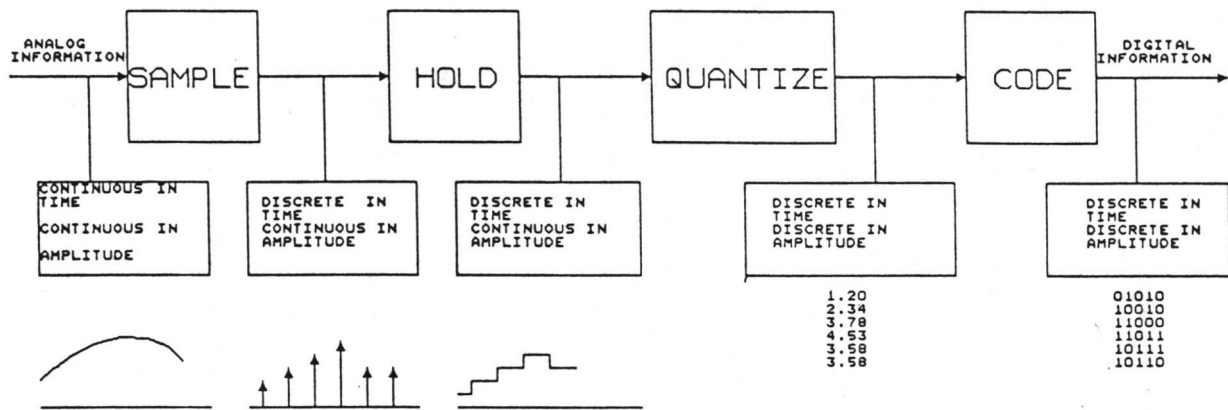 ANALOG
INFORMATION
SAMPLE
HOLD
QUANTIZE
CODE
DIGITAL
INFORMATION
CONTINUOUS IN
TIME
CONTINUOUS IN
AMPLITUDE
DISCRETE IN
TIME
CONTINUOUS IN
AMPLITUDE
DISCRETE IN
TIME
CONTINUOUS IN
AMPLITUDE
DISCRETE IN
TIME
DISCRETE IN
AMPLITUDE
DISCRETE IN
TIME
DISCRETE IN
AMPLITUDE
1.20
2.34
3.78
4.53
3.58
3.58
01010
10010
11000
11011
10111
10110